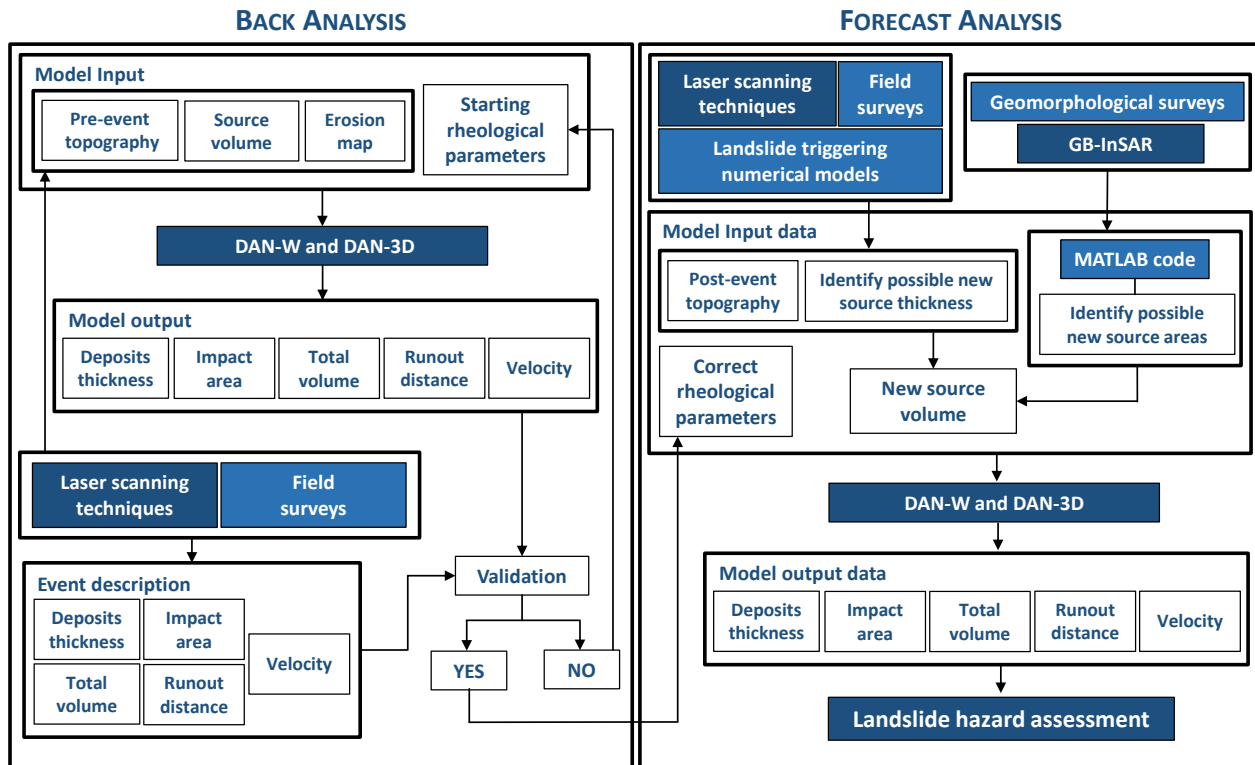 BACK ANALYSIS
Model Input
Pre-event
topography
Source
volume
Erosion
map
Starting
rheological
parameters
DAN-W and DAN-3D
Model output
Deposits
thickness
Impact
area
Total
volume
Runout
distance
Velocity
Laser scanning
techniques
Field
surveys
Event description
Deposits
thickness
Impact
area
Total
volume
Runout
distance
Velocity
Validation
YES
NO
FORECAST ANALYSIS
Laser scanning
techniques
Field
surveys
Landslide triggering
numerical models
Geomorphological surveys
GB-InSAR
Model Input data
Post-event
topography
Identify possible new
source thickness
MATLAB code
Identify possible
new source areas
Correct
rheological
parameters
New source
volume
DAN-W and DAN-3D
Model output data
Deposits
thickness
Impact
area
Total
volume
Runout
distance
Velocity
Landslide hazard assessment